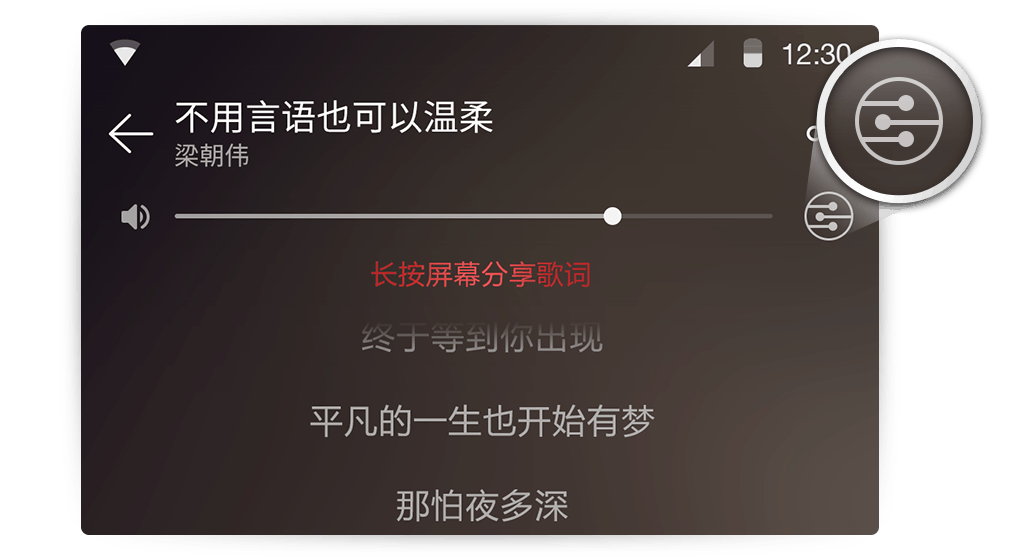 12:30
不用言语也可以温柔
梁朝伟
长按屏幕分享歌词
终于等到你出现
平凡的一生也开始有梦
那怕夜多深